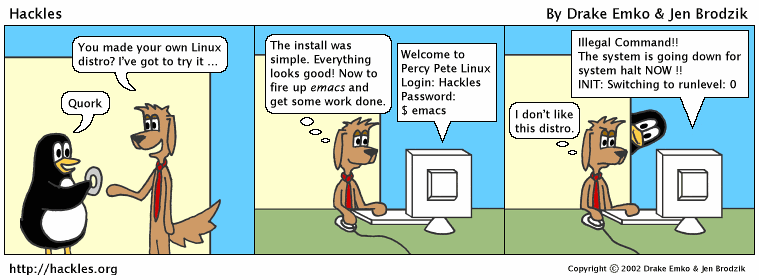 Hackles
By Drake Emko & Jen Brodzik
You made your own Linux
distro? I've got to try it ...
Quork
The install was
simple. Everything
looks good! Now to
fire up emacs and
get some work done.
Welcome to
Percy Pete Linux
Login: Hackles
Password:
$ emacs
Illegal Command!!
The system is going down for
system halt NOW !!
INIT: Switching to runlevel: 0
I don't like
this distro.
http://hackles.org
Copyright © 2002 Drake Emko & Jen Brodzik